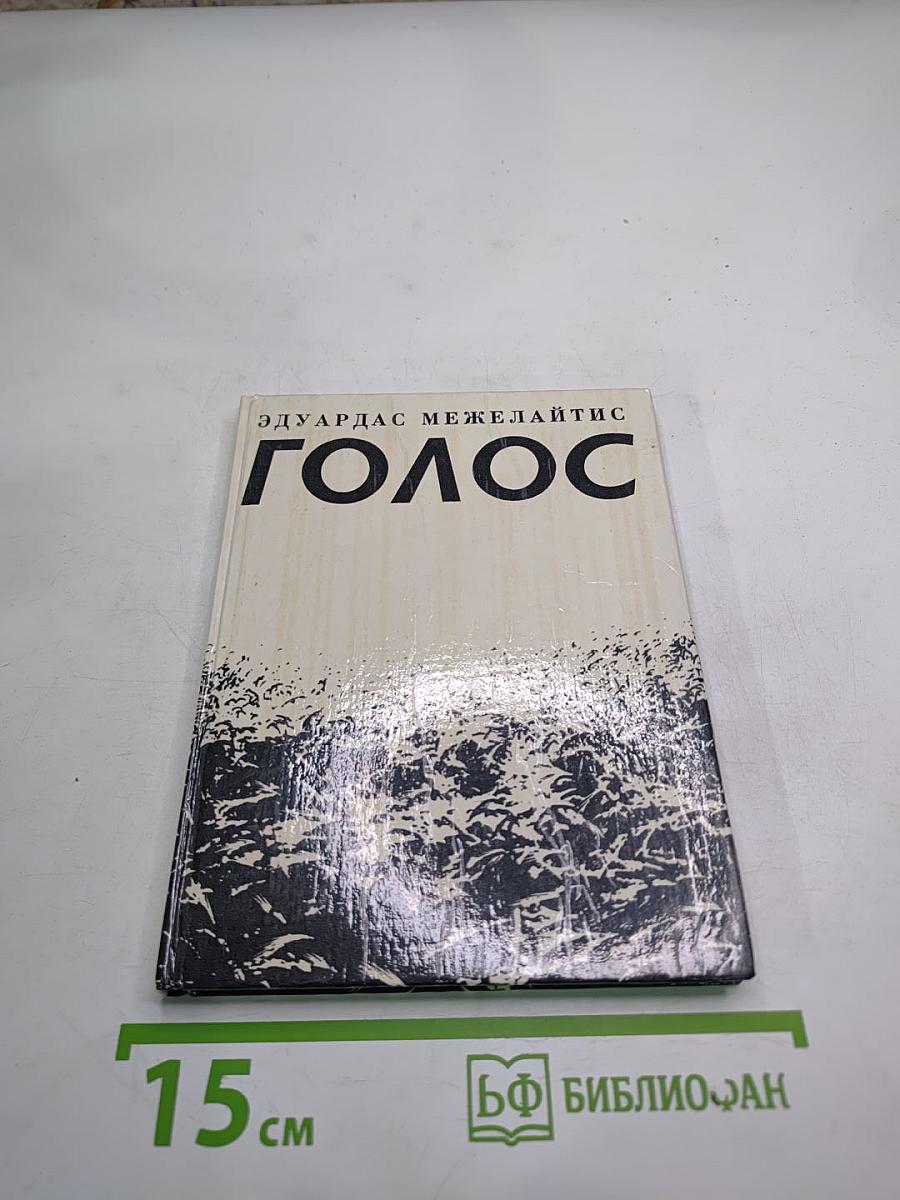 ЭДУАРДАС МЕЖЕЛАЙТИС
ГОЛОС
15 см
БФ БИБЛИОФАН